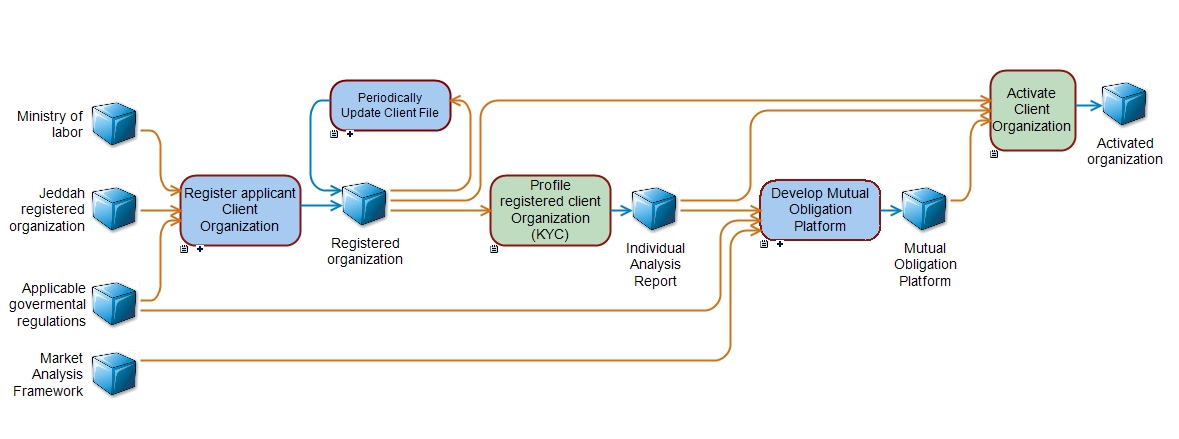 Ministry of
labor
Jeddah
registered
organization
Applicable
govermental
regulations
Market
Analysis
Framework
Register applicant
Client
Organization
Periodically
Update Client File
Registered
organization
Profile
registered client
Organization
(KYC)
Individual
Analysis
Report
Develop Mutual
Obligation
Platform
Mutual
Obligation
Platform
Activate
Client
Organization
Activated
organization